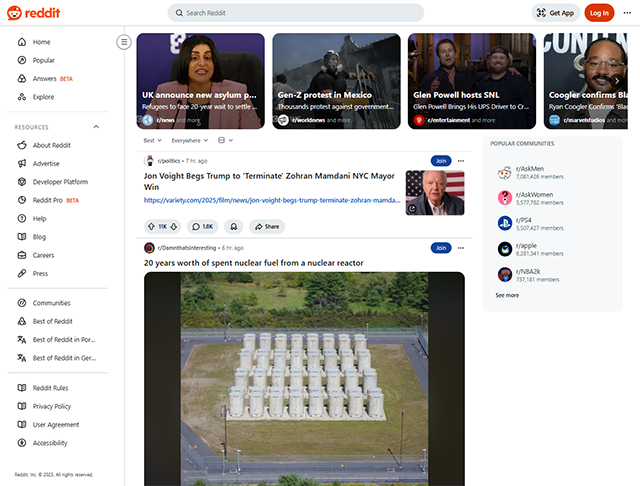 reddit
Search Reddit
Get App
Log In
Home
Popular
Answers BETA
Explore
RESOURCES
About Reddit
Advertise
Developer Platform
Reddit Pro BETA
Help
Blog
Careers
Press
Communities
Best of Reddit
Best of Reddit in Por...
Best of Reddit in Ger...
Reddit Rules
Privacy Policy
User Agreement
Accessibility
Reddit, Inc. © 2025. All rights reserved.
UK announce new asylum p...
Refugees to face 20-year wait to settle ...
r/news and more
Gen-Z protest in Mexico
Thousands protest against government...
r/worldnews and more
Glen Powell hosts SNL
Glen Powell Brings His UPS Driver to Cr...
r/entertainment and more
CONTEN
Coogler confirms 'Bla
Ryan Coogler Confirms 'Black
r/marvelstudios and
Best
Everywhere
r/politics • 7 hr. ago
Join
Jon Voight Begs Trump to 'Terminate' Zohran Mamdani NYC Mayor
Win
https://variety.com/2025/film/news/jon-voight-begs-trump-terminate-zohran-mamda...
11K
1.8K
Share
r/Damnthatsinteresting • 6 hr. ago
Join
20 years worth of spent nuclear fuel from a nuclear reactor
POPULAR COMMUNITIES
r/AskMen
7,081,426 members
r/AskWomen
5,577,782 members
r/PS4
5,507,427 members
r/apple
6,281,341 members
r/NBA2k
737,181 members
See more